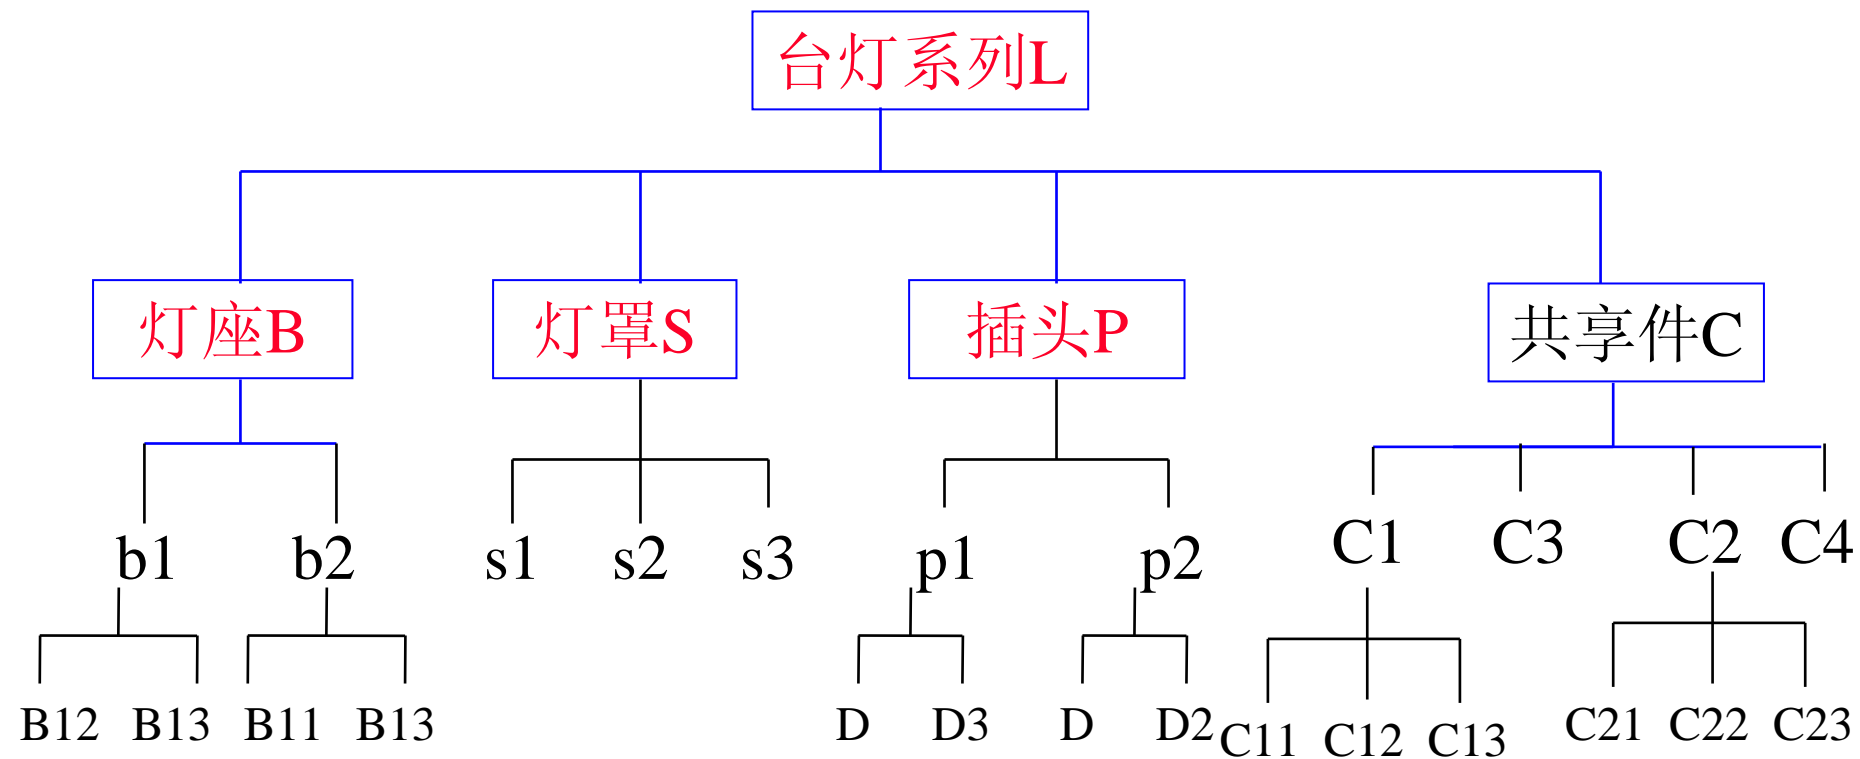 台灯系列L
灯座B 灯罩S 插头P 共享件C
b1 b2 s1 s2 s3 p1 p2 C1 C3 C2 C4
B12 B13 B11 B13 D D3 D D2 C11 C12 C13 C21 C22 C23